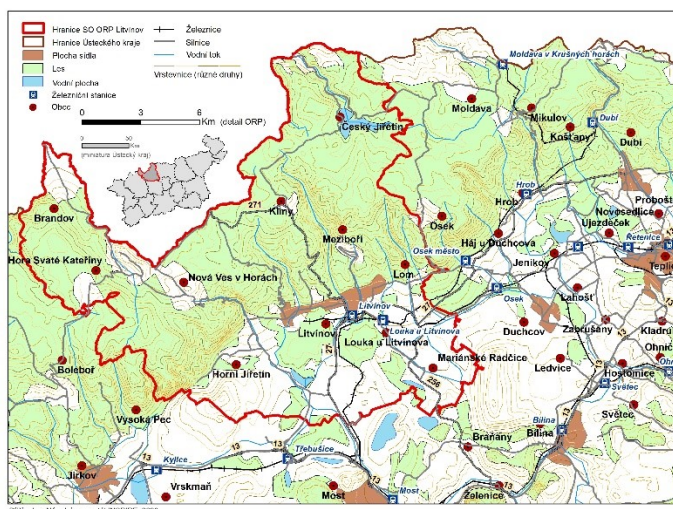 Hranice SO ORP Litvínov
Hranice Ústeckého kraje
Plocha sídla
Les
Vodní plocha
Železniční stanice
Obec
Železnice
Silnice
Vodní tok
Vrstevnice (různé druhy)
0 3 6
Km (detail ORP)
0 50
Km
(miniatura Ústecký kraj)
Moldava v Krušných horách
Moldava
Mikulov
Košťany
Dubí
Dubí
Český Jiřetín
Hrob
Hrob
Novosedlice
Újezdeček
Řetenice
Brandov
271
Klíny
Osek
Háj u Duchcova
Meziboří
Osek město
Jeníkov
Hora Svaté Kateřiny
Nová Ves v Horách
Lom
27
Osek
Lahošť
Zabrušany
Litvínov
Litvínov
Louka u Litvínova
Louka u Litvínova
Duchcov
27
Mariánské Radčice
Ledvice
13
Hostomice
Boleboř
Horní Jiřetín
256
Světec
Světec
Vysoká Pec
Braňany
Bílina
Bílina
13
Jirkov
Kyjice
13
Třebušice
13
Vrskmaň
Most
Most
Želenice
13